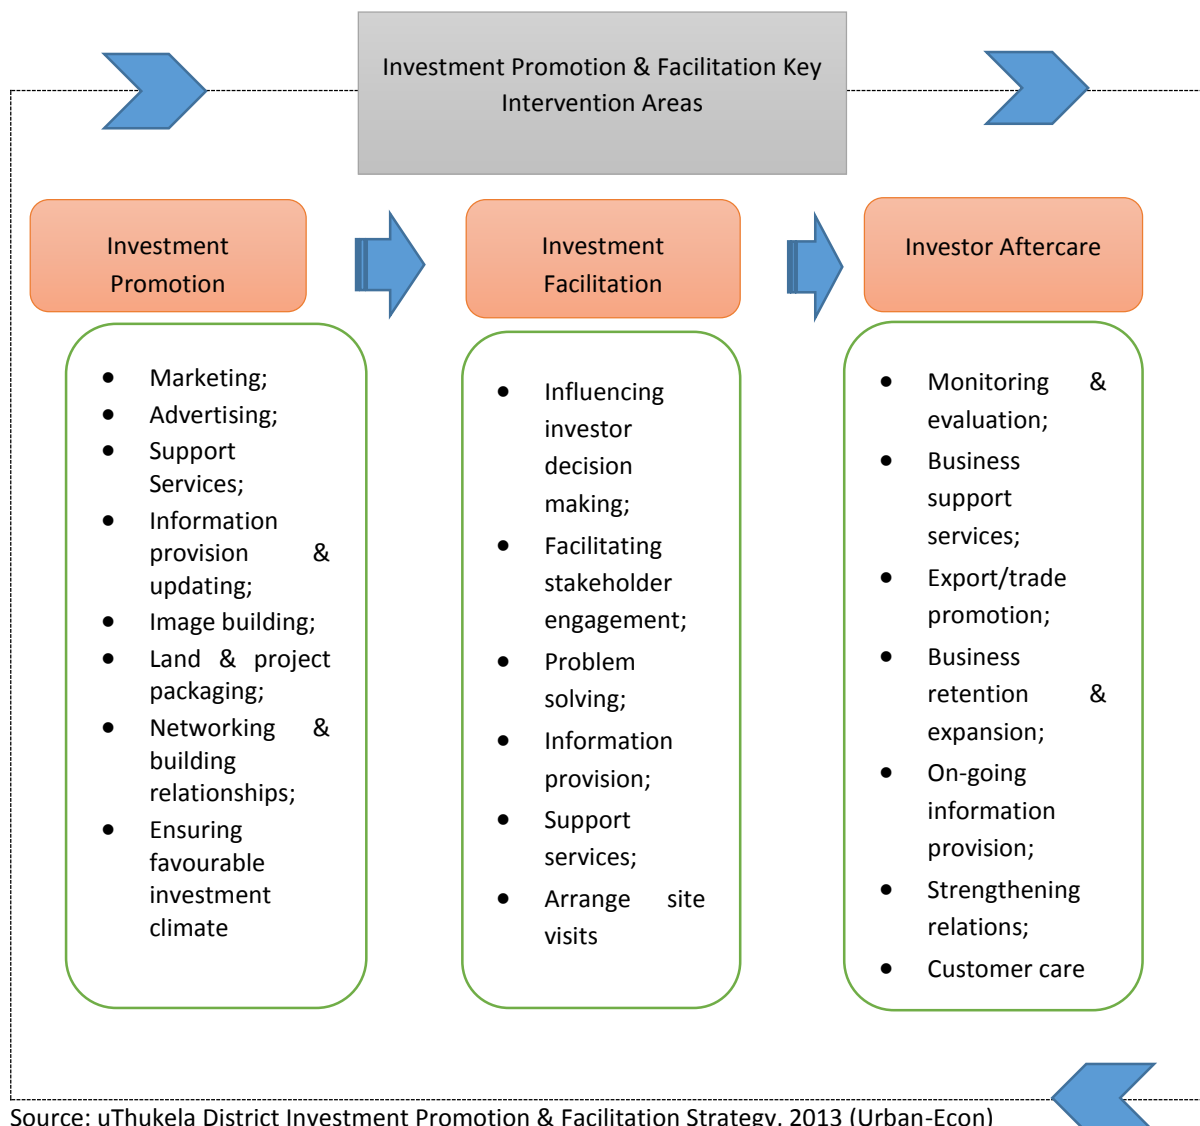 Investment Promotion & Facilitation Key
Intervention Areas
Investment
Promotion
Investment
Facilitation
Investor Aftercare
• Marketing;
• Advertising;
• Support
Services;
• Information
provision &
updating;
• Image building;
• Land & project
packaging;
• Networking &
building
relationships;
• Ensuring
favourable
investment
climate
• Influencing
investor
decision
making;
• Facilitating
stakeholder
engagement;
• Problem
solving;
• Information
provision;
• Support
services;
• Arrange site
visits
• Monitoring &
evaluation;
• Business
support
services;
• Export/trade
promotion;
• Business
retention &
expansion;
• On-going
information
provision;
• Strengthening
relations;
• Customer care
Source: uThukela District Investment Promotion & Facilitation Strategy, 2013 (Urban-Econ)